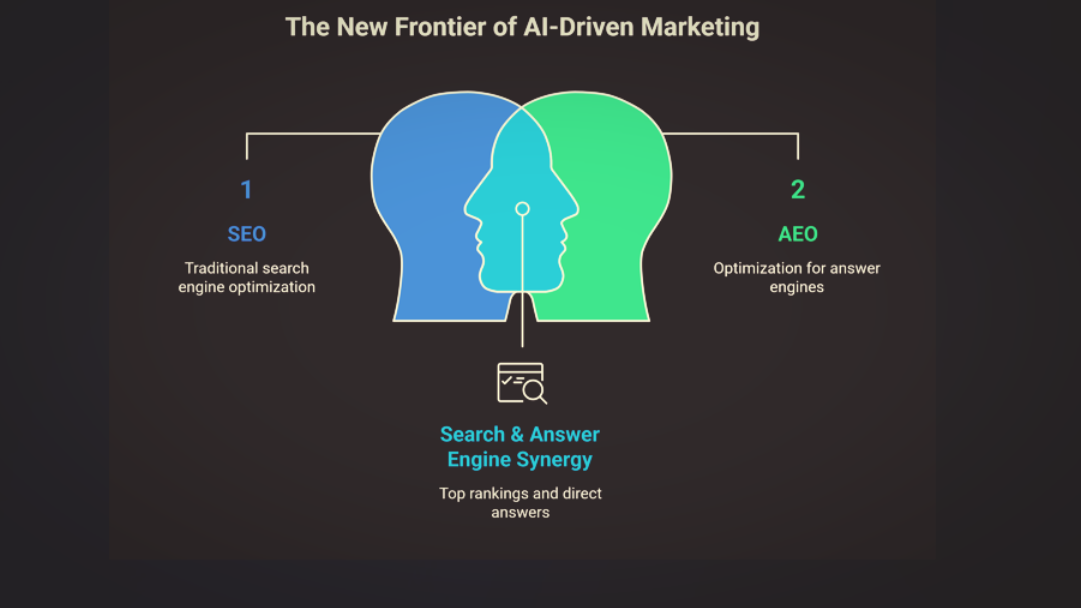 The New Frontier of AI-Driven Marketing
1
SEO
Traditional search
engine optimization
2
AEO
Optimization for answer
engines
Search & Answer
Engine Synergy
Top rankings and direct
answers